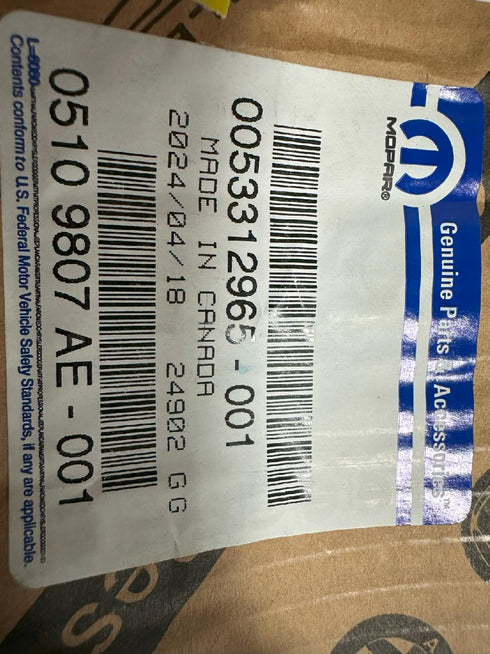 MOPAR®
Genuine Parts & Accessories™
0053312965-001
MADE IN CANADA
2024/04/18 24902 GG
0510 9807 AE-001
Contents conform to U.S. Federal Motor Vehicle Safety Standards, if any are applicable.